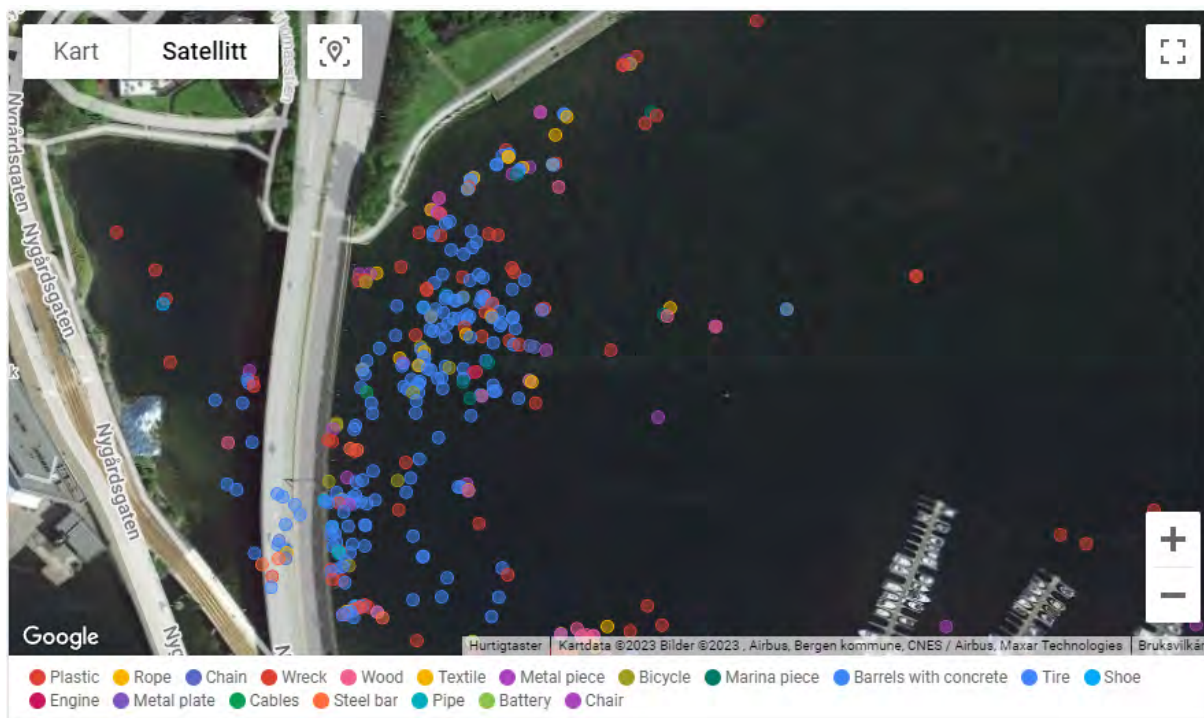 Kart
Satellitt
Thomasstien
Nygårdsgaten
Nygårdsgaten
Nygårdsgaten
k
Google
Hurtigtaster
Kartdata ©2023 Bilder ©2023 , Airbus, Bergen kommune, CNES / Airbus, Maxar Technologies
Bruksvilkår
Plastic Rope Chain Wreck Wood Textile Metal piece Bicycle Marina piece Barrels with concrete Tire Shoe
Engine Metal plate Cables Steel bar Pipe Battery Chair